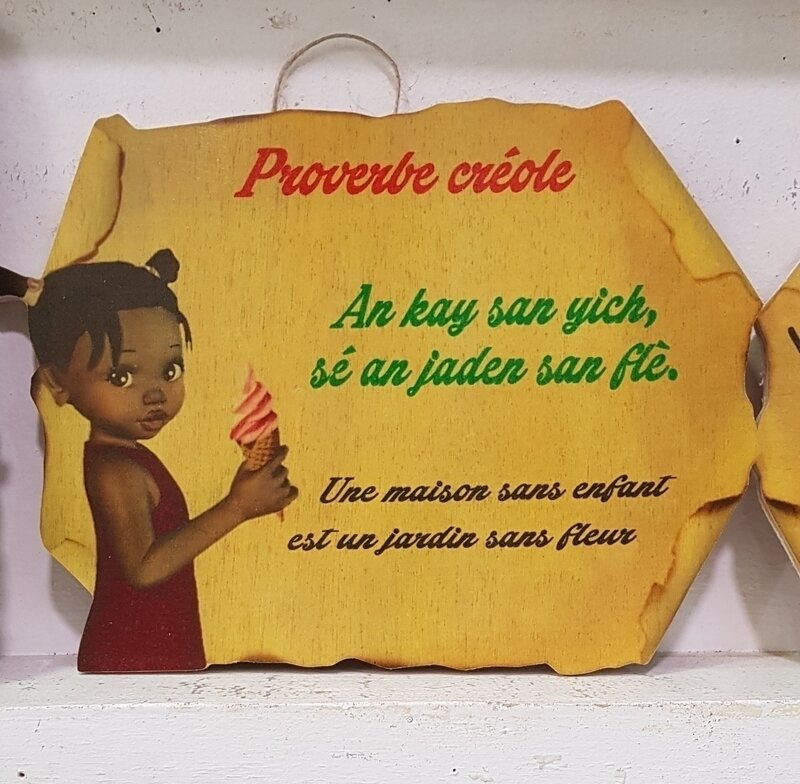 Proverbe créole
An kay san yich,
sé an jaden san flè.
Une maison sans enfant
est un jardin sans fleur